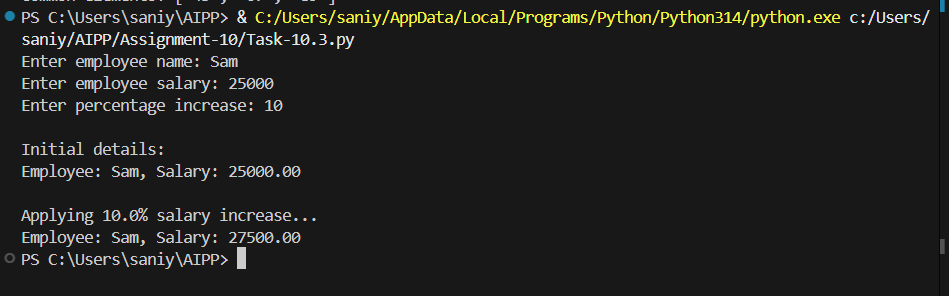 PS C:\Users\saniy\AIPP> & C:/Users/saniy/AppData/Local/Programs/Python/Python314/python.exe c:/Users/
saniy/AIPP/Assignment-10/Task-10.3.py
Enter employee name: Sam
Enter employee salary: 25000
Enter percentage increase: 10
Initial details:
Employee: Sam, Salary: 25000.00
Applying 10.0% salary increase...
Employee: Sam, Salary: 27500.00
PS C:\Users\saniy\AIPP>